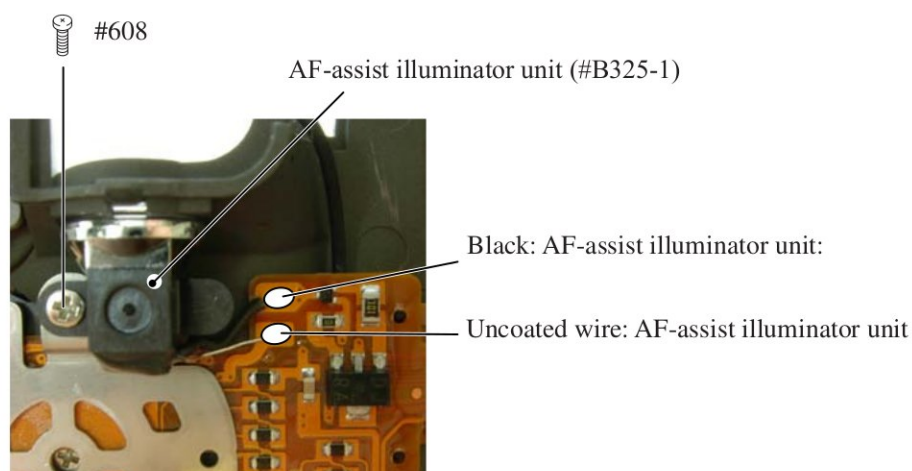 #608
AF-assist illuminator unit (#B325-1)
Black: AF-assist illuminator unit:
Uncoated wire: AF-assist illuminator unit